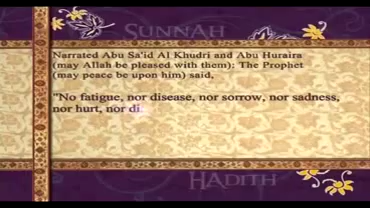 SUNNAH
Narrated Abu Sa'id Al Khudri and Abu Huraira
(may Allah be pleased with them): The Prophet
(may peace be upon him) said,
"No fatigue, nor disease, nor sorrow, nor sadness,
nor hurt, nor di
HADITH